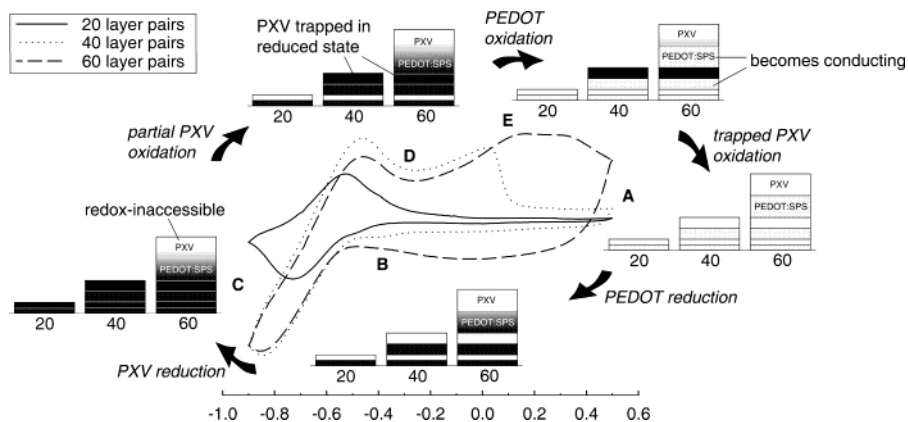 20 layer pairs
40 layer pairs
60 layer pairs
PXV trapped in
reduced state
PXV
PEDOT:SPS
20 40 60
PEDOT
oxidation
PXV
PEDOT:SPS
20 40 60
becomes conducting
partial PXV
oxidation
trapped PXV
oxidation
E
D
A
B
C
redox-inaccessible
PXV
PEDOT:SPS
20 40 60
PXV
PEDOT:SPS
20 40 60
PEDOT reduction
PXV
PEDOT:SPS
20 40 60
PXV reduction
-1.0 -0.8 -0.6 -0.4 -0.2 0.0 0.2 0.4 0.6